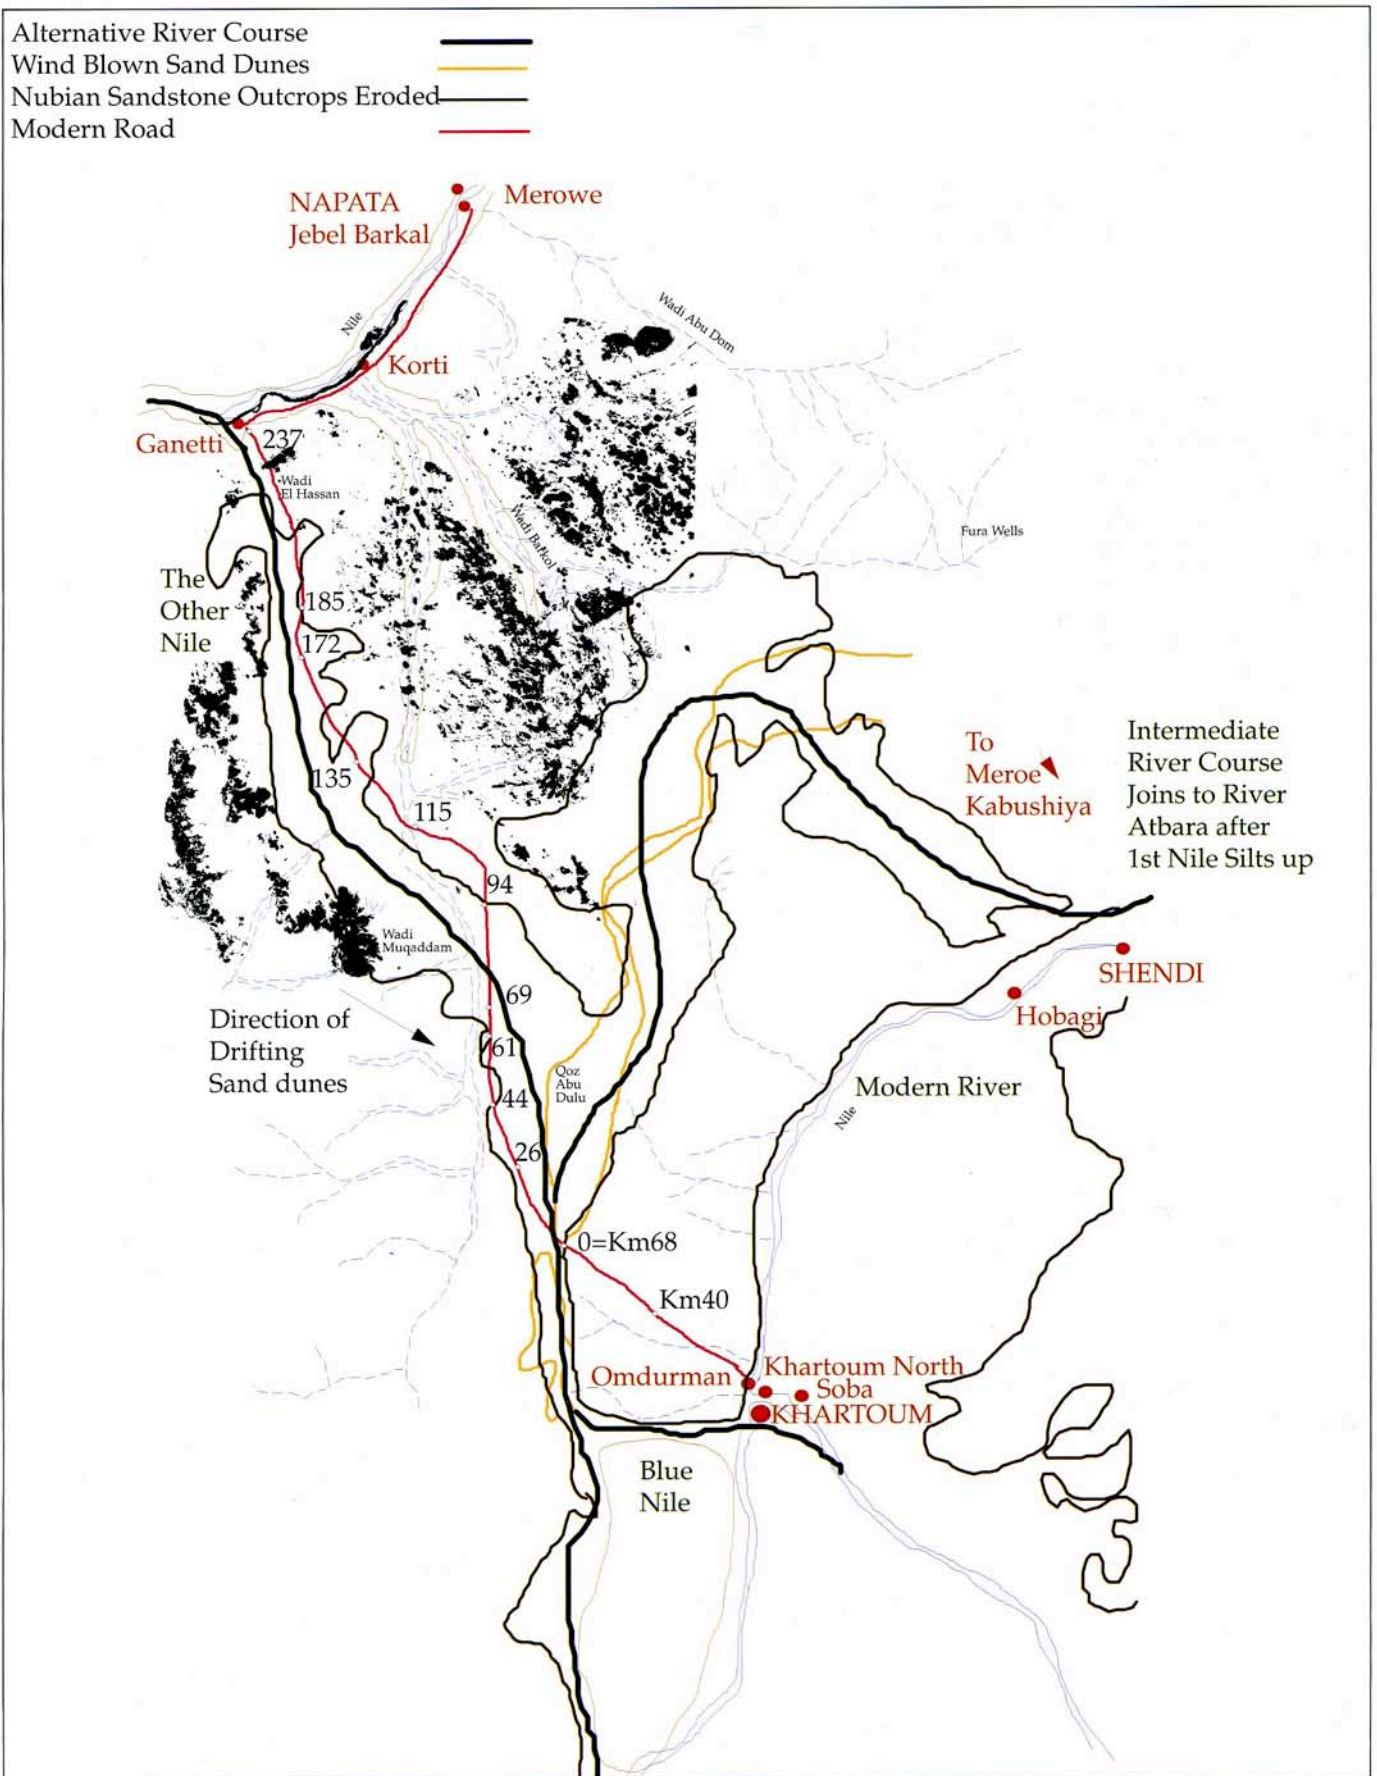 Alternative River Course
Wind Blown Sand Dunes
Nubian Sandstone Outcrops Eroded
Modern Road
NAPATA
Jebel Barkal
Merowe
Nile
Wadi Abu Dom
Korti
Ganetti
237
Wadi
El Hassan
Wadi Barkol
Fura Wells
The
Other
Nile
185
172
135
115
94
To
Meroe
Kabushiya
Intermediate
River Course
Joins to River
Atbara after
1st Nile Silts up
Wadi
Muqaddam
SHENDI
Hobagi
69
Direction of
Drifting
Sand dunes
61
44
Qoz
Abu
Dulu
Modern River
Nile
26
0=Km68
Km40
Omdurman
Khartoum North
Soba
KHARTOUM
Blue
Nile